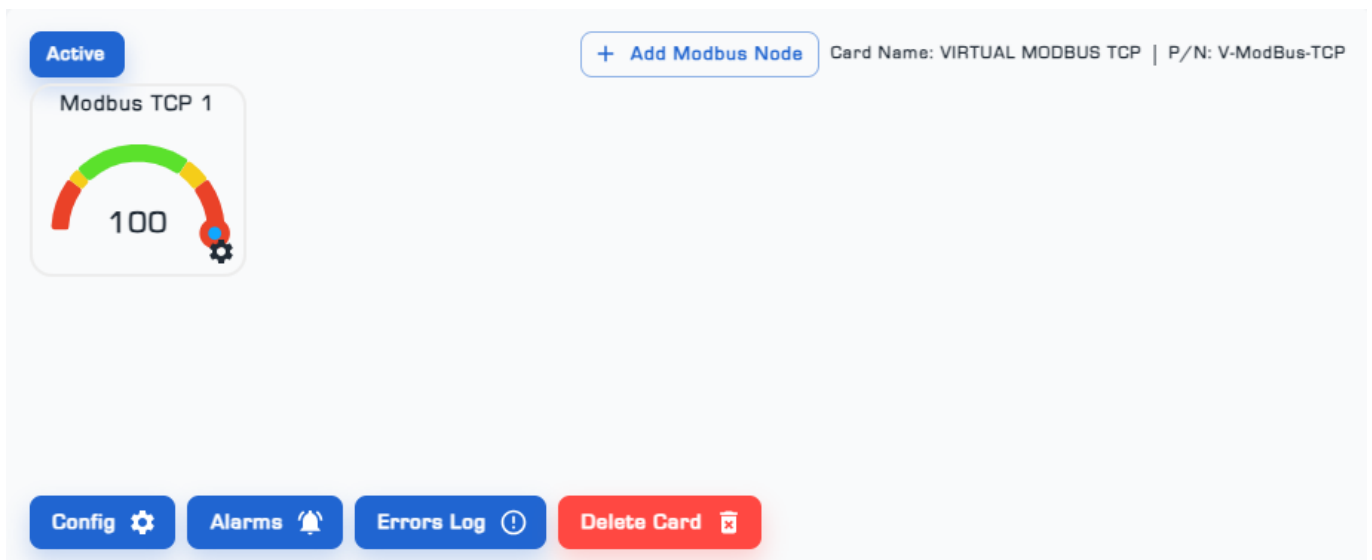 Active
+ Add Modbus Node
Card Name: VIRTUAL MODBUS TCP | P/N: V-ModBus-TCP
Modbus TCP 1
100
Config
Alarms
Errors Log
Delete Card